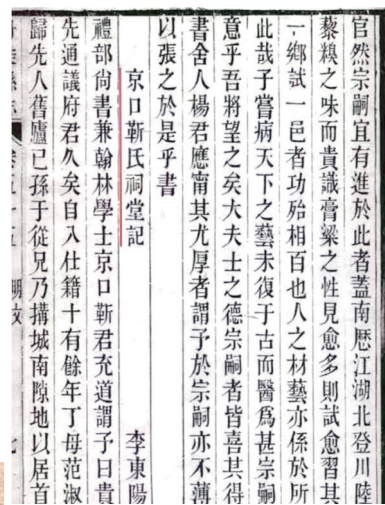 官然宗嗣宜有進於此者蓋南歷江湖北登川陸
藜糗之味而貴識膏粱之性見愈多則試愈習其
一鄉試一邑者功殆相百也人之材藝亦係於所
此哉子嘗病天下之藝未復于古而醫爲甚宗嗣
意乎吾將望之矣大夫士之德宗嗣者皆喜其得
書舍人楊君應甯其尤厚者謂予於宗嗣亦不薄
以張之於是乎書
京口靳氏祠堂記 李東陽
禮部尚書兼翰林學士京口靳君充道謂予曰貴
先通議府君久矣自入仕籍十有餘年丁母范淑
歸先人舊廬已孫于從兄乃搆城南隙地以居首